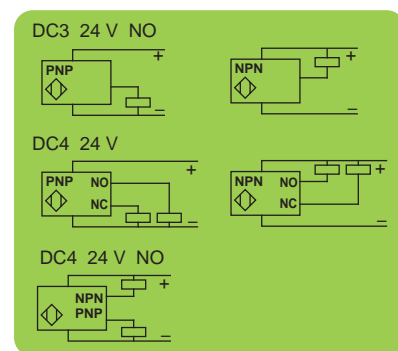 DC3 24 V NO
PNP
+
–
NPN
+
–
DC4 24 V
PNP NO
NC
+
–
NPN NO
NC
+
–
DC4 24 V NO
NPN
PNP
+
–